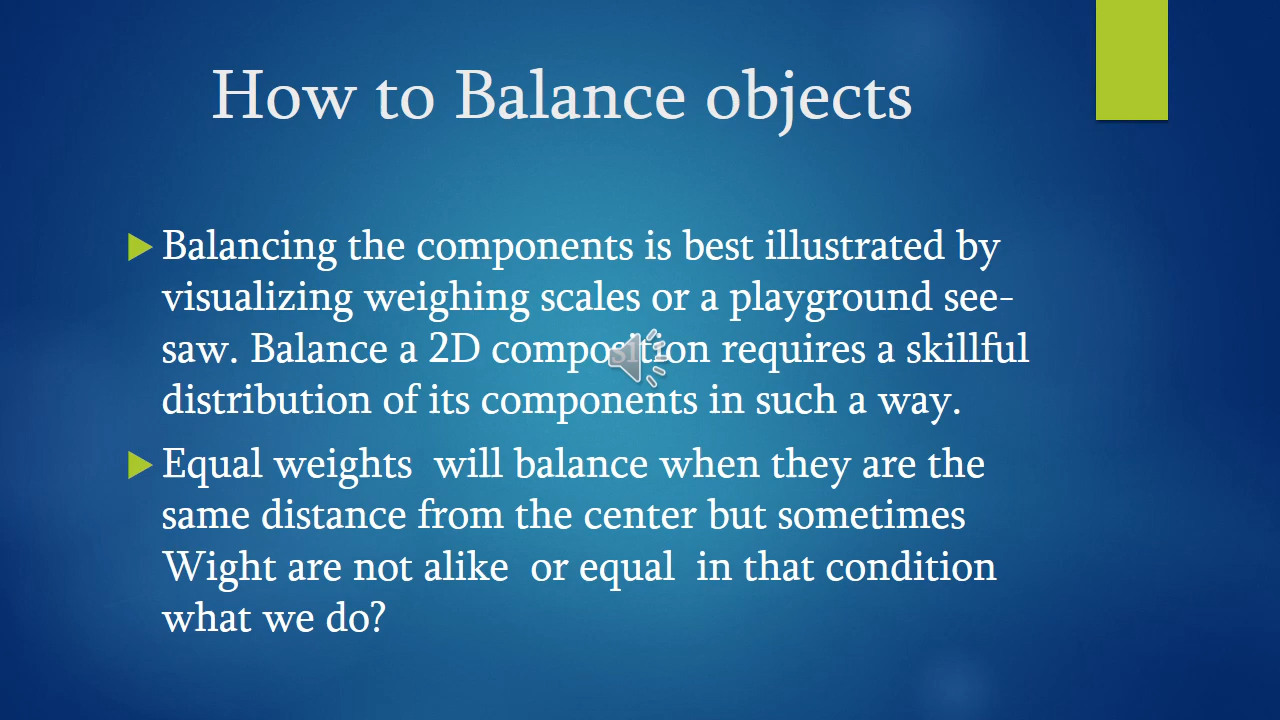 How to Balance objects
Balancing the components is best illustrated by
visualizing weighing scales or a playground see-
saw. Balance a 2D composition requires a skillful
distribution of its components in such a way.
Equal weights  will balance when they are the
same distance from the center but sometimes
Wight are not alike  or equal  in that condition
what we do?